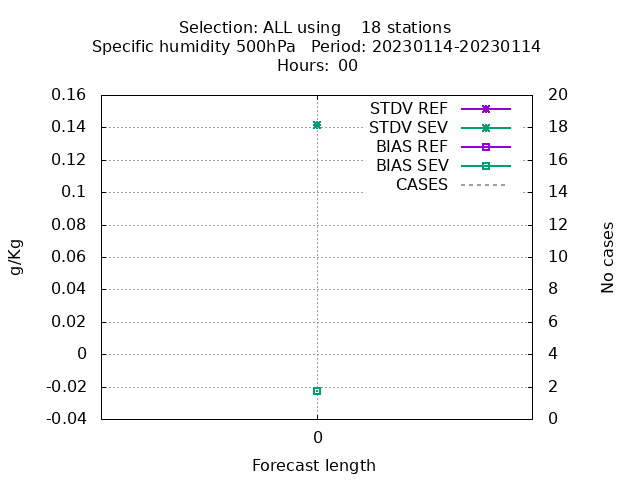 Selection: ALL using    18 stations
Specific humidity 500hPa   Period: 20230114-20230114
Hours: 00
0.16
0.14
0.12
0.1
0.08
0.06
0.04
0.02
0
-0.02
-0.04
g/Kg
STDV REF
STDV SEV
BIAS REF
BIAS SEV
CASES
20
18
16
14
12
10
8
6
4
2
0
No cases
0
Forecast length